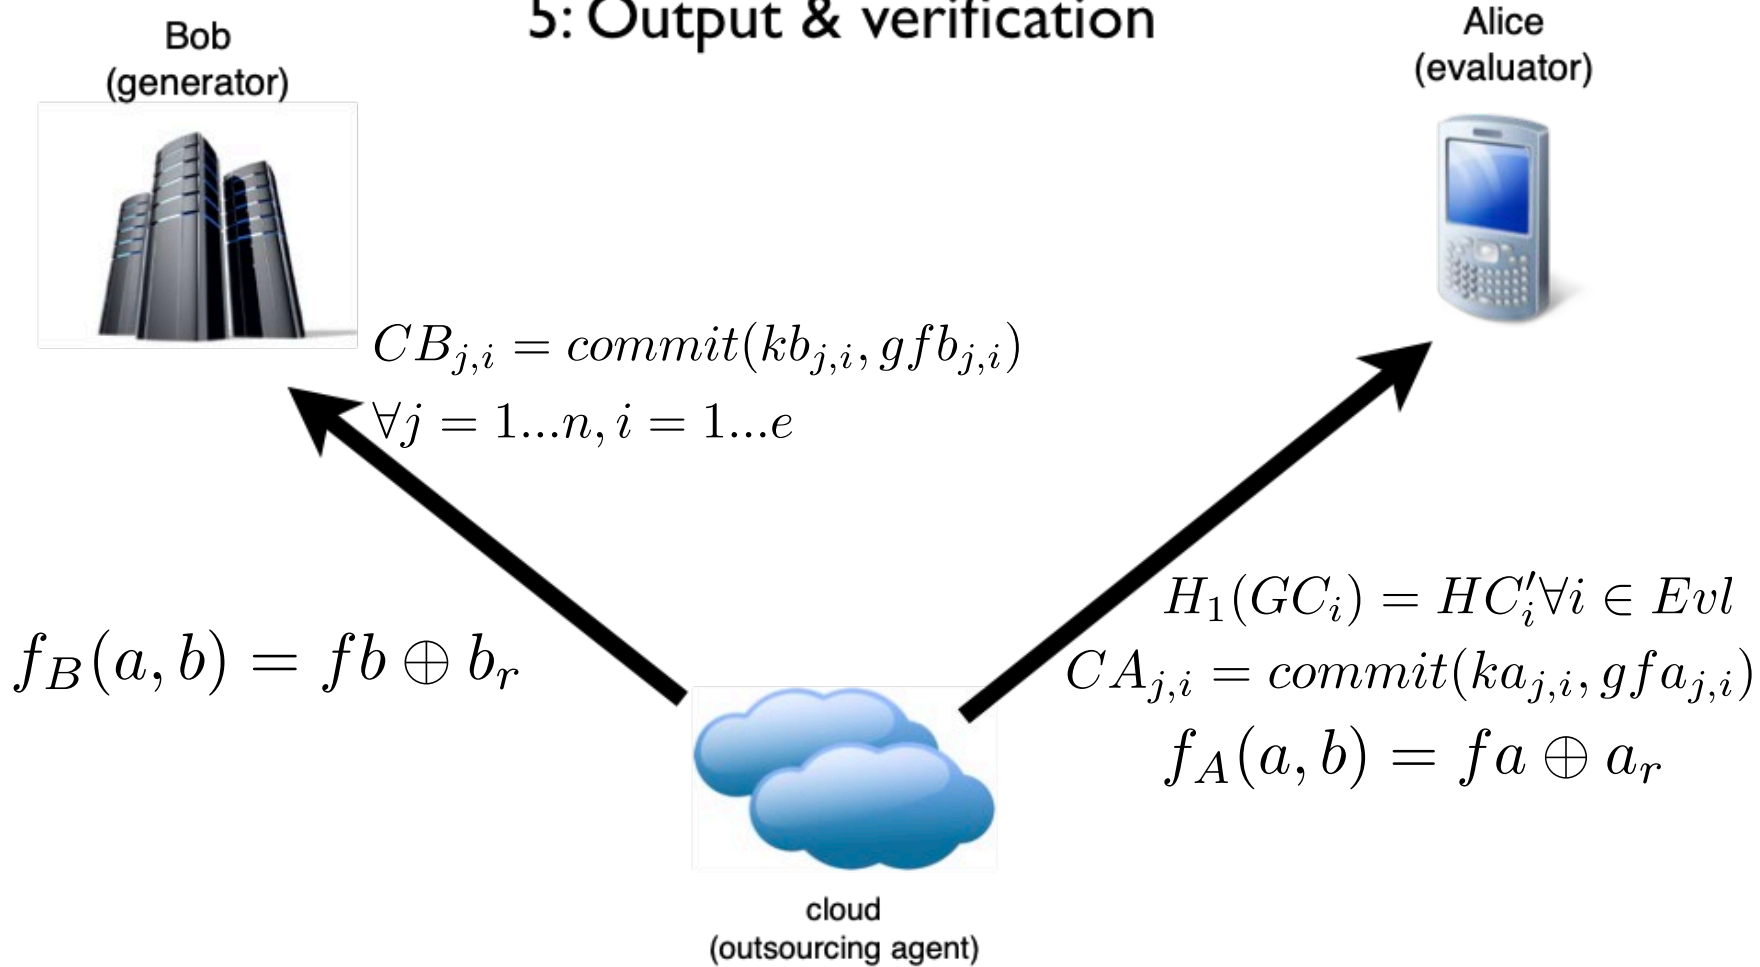 5: Output & verification
Bob
(generator)
Alice
(evaluator)
CB_{j,i} = commit(kb_{j,i}, gfb_{j,i})
∀j = 1...n, i = 1...e
f_B(a, b) = fb ⊕ b_r
H_1(GC_i) = HC'_i ∀i ∈ Evl
CA_{j,i} = commit(ka_{j,i}, gfa_{j,i})
f_A(a, b) = fa ⊕ a_r
cloud
(outsourcing agent)